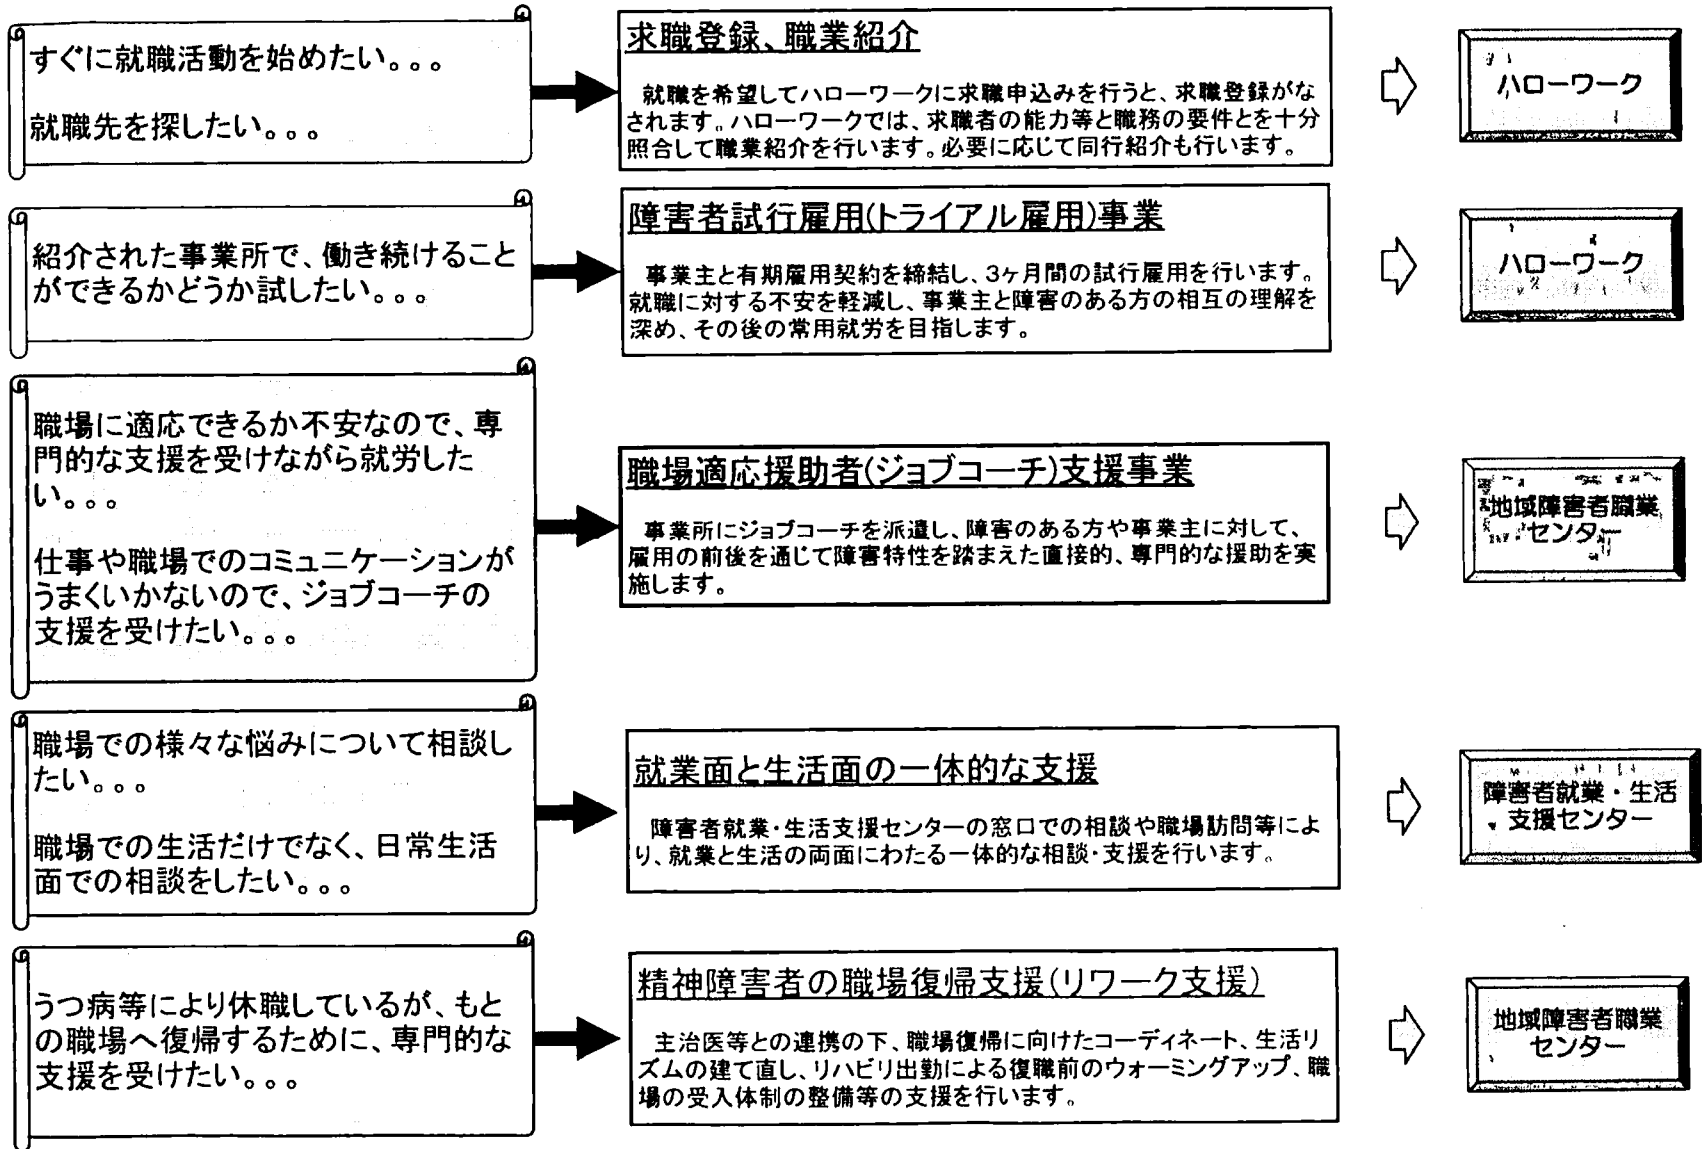 すぐに就職活動を始めたい。。。
就職先を探したい。。。
求職登録、職業紹介
就職を希望してハローワークに求職申込みを行うと、求職登録がな
されます。ハローワークでは、求職者の能力等と職務の要件とを十分
照合して職業紹介を行います。必要に応じて同行紹介も行います。
ハローワーク
紹介された事業所で、働き続けること
ができるかどうか試したい。。。
障害者試行雇用(トライアル雇用)事業
事業主と有期雇用契約を締結し、3ヶ月間の試行雇用を行います。
就職に対する不安を軽減し、事業主と障害のある方の相互の理解を
深め、その後の常用就労を目指します。
ハローワーク
職場に適応できるか不安なので、専
門的な支援を受けながら就労した
い。。。
仕事や職場でのコミュニケーションが
うまくいかないので、ジョブコーチの
支援を受けたい。。。
職場適応援助者(ジョブコーチ)支援事業
事業所にジョブコーチを派遣し、障害のある方や事業主に対して、
雇用の前後を通じて障害特性を踏まえた直接的、専門的な援助を実
施します。
地域障害者職業
センター
職場での様々な悩みについて相談し
たい。。。
職場での生活だけでなく、日常生活
面での相談をしたい。。。
就業面と生活面の一体的な支援
障害者就業・生活支援センターの窓口での相談や職場訪問等によ
り、就業と生活の両面にわたる一体的な相談・支援を行います。
障害者就業・生活
支援センター
うつ病等により休職しているが、もと
の職場へ復帰するために、専門的な
支援を受けたい。。。
精神障害者の職場復帰支援(リワーク支援)
主治医等との連携の下、職場復帰に向けたコーディネート、生活リ
ズムの建て直し、リハビリ出勤による復職前のウォーミングアップ、職
場の受入体制の整備等の支援を行います。
地域障害者職業
センター